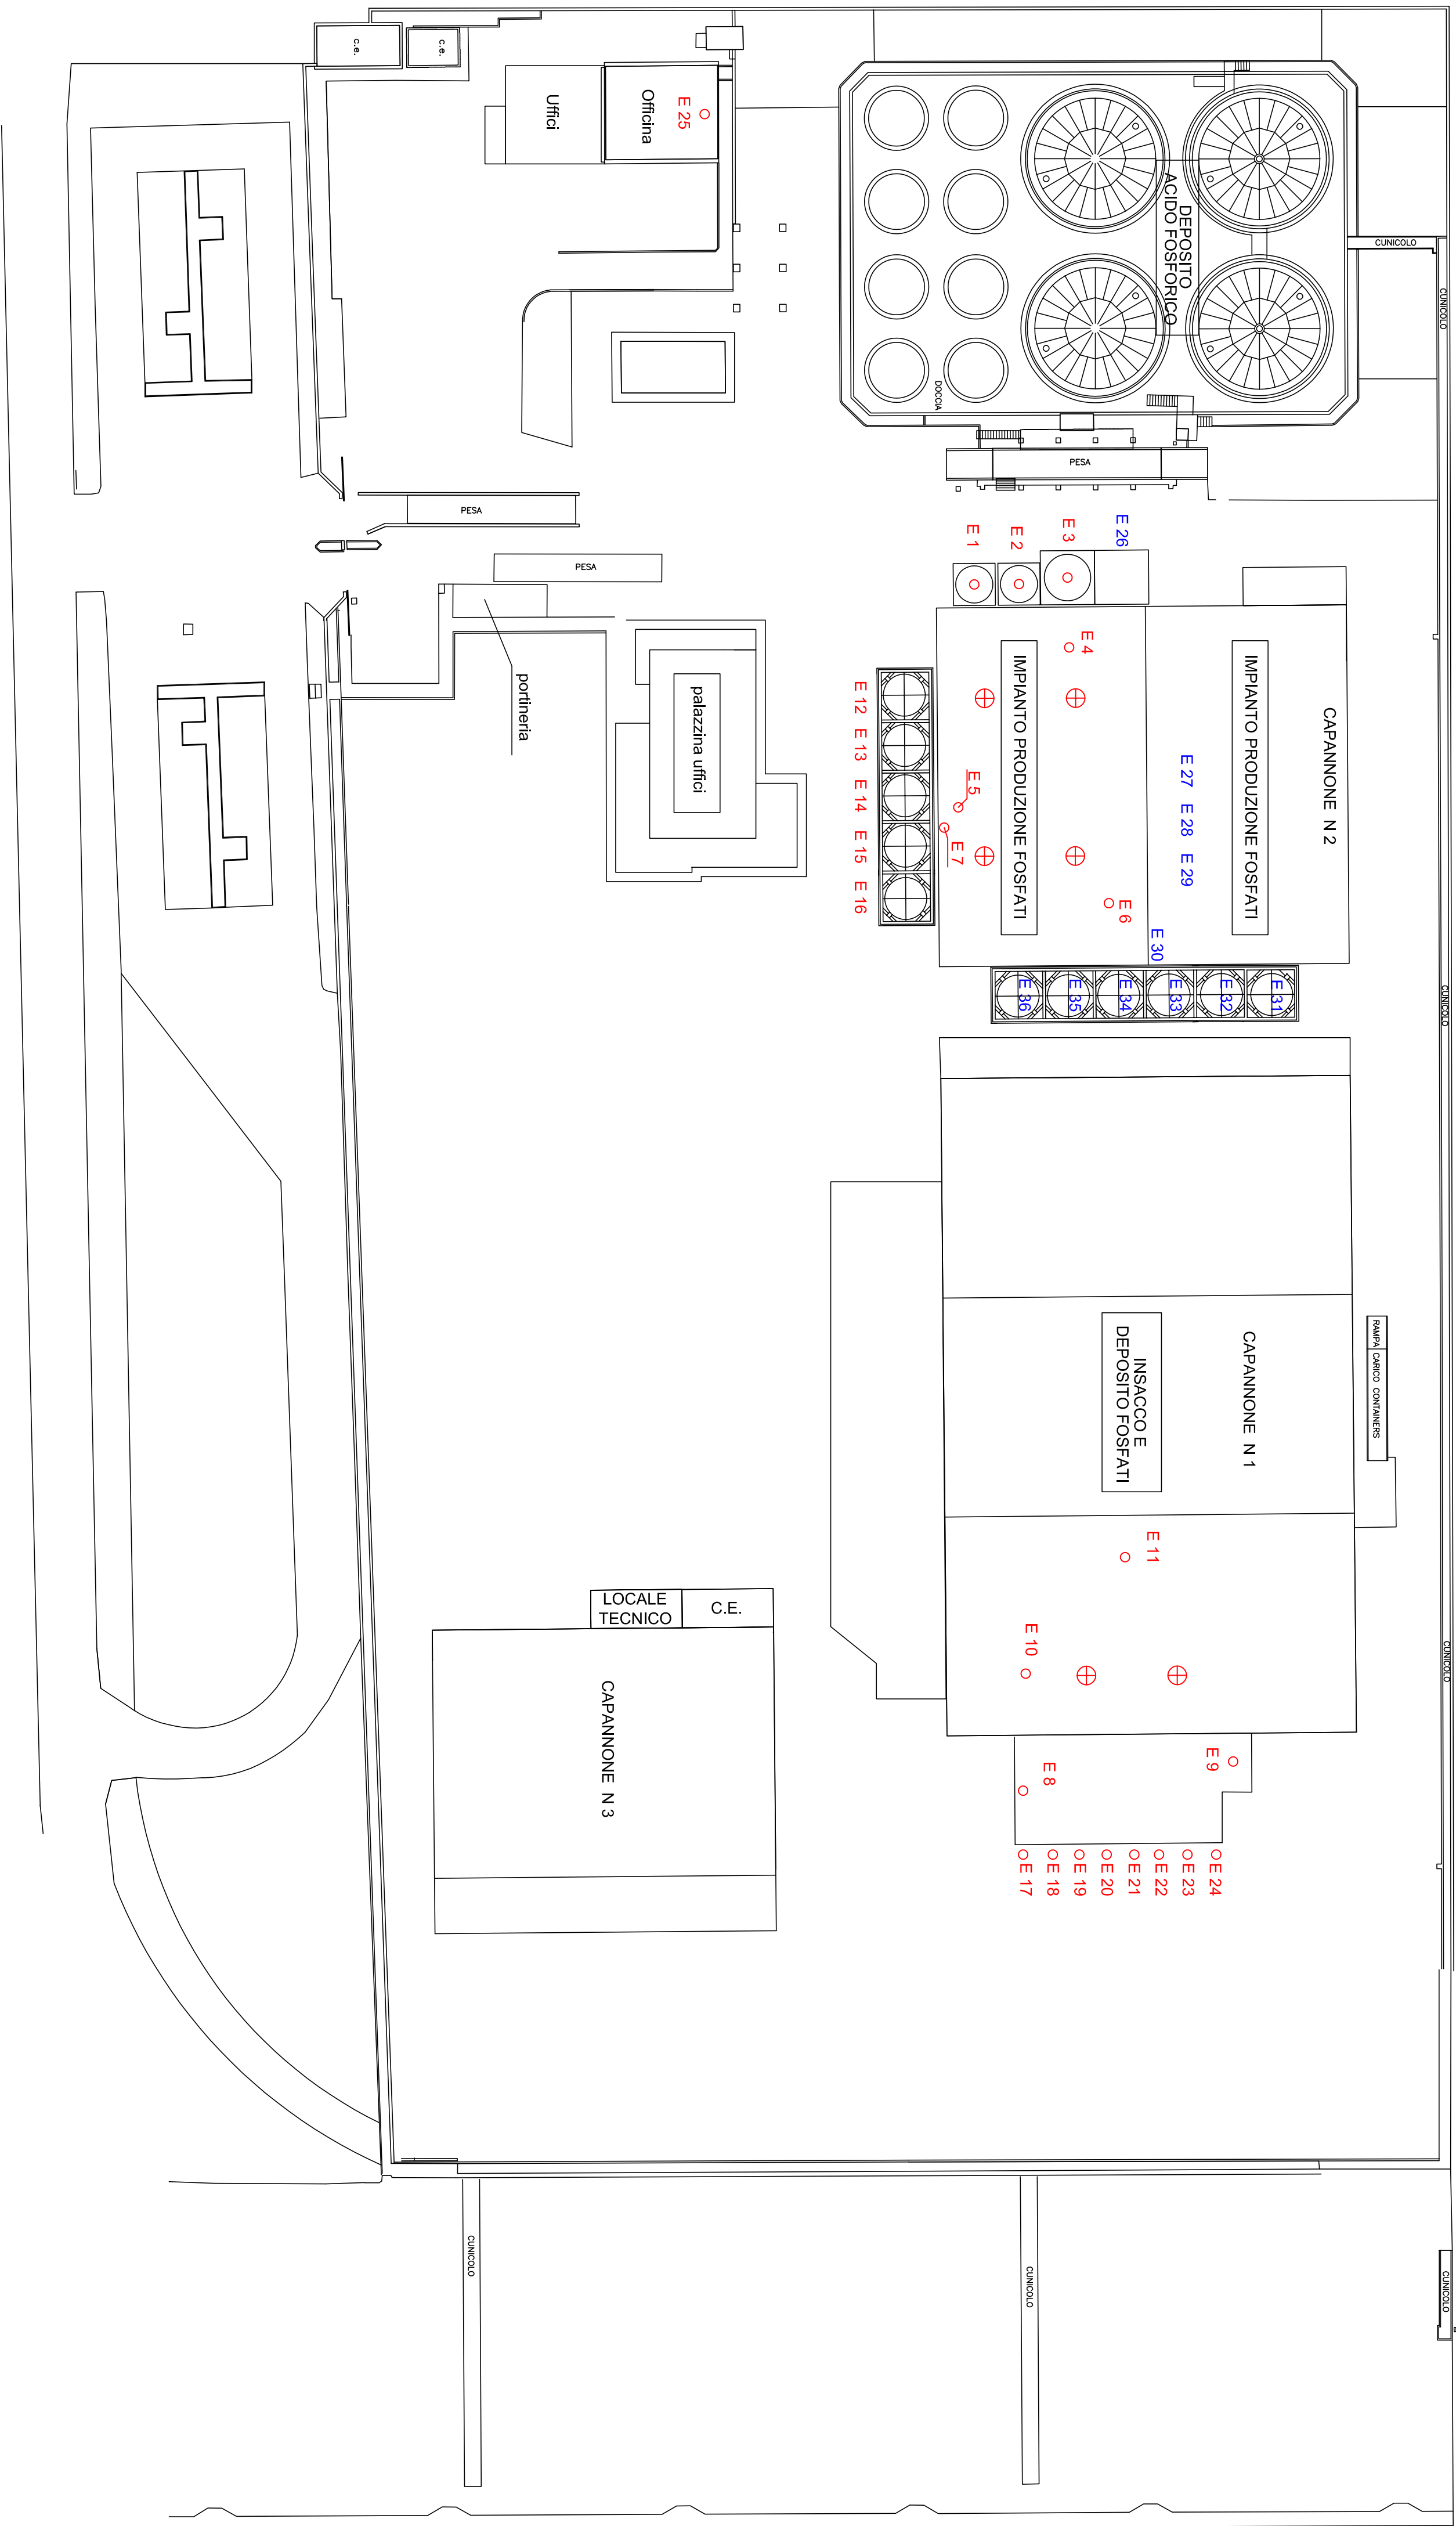 c.e.
c.e.
Uffici
Officina
E 25
DEPOSITO
ACIDO FOSFORICO
DOCCIA
CUNICOLO
CUNICOLO
PESA
PESA
PESA
portineria
palazzina uffici
E 1
E 2
E 3
E 26
E 4
E 5
E 7
E 6
IMPIANTO PRODUZIONE FOSFATI
IMPIANTO PRODUZIONE FOSFATI
CAPANNONE N 2
E 27 E 28 E 29
E 30
E 12 E 13 E 14 E 15 E 16
E 36
E 35
E 34
E 33
E 32
E 31
CUNICOLO
RAMPA CARICO CONTAINERS
CAPANNONE N 1
INSACCO E
DEPOSITO FOSFATI
E 11
E 10
LOCALE
TECNICO
C.E.
CAPANNONE N 3
CUNICOLO
E 9
E 8
E 17
E 18
E 19
E 20
E 21
E 22
E 23
E 24
CUNICOLO
CUNICOLO
CUNICOLO